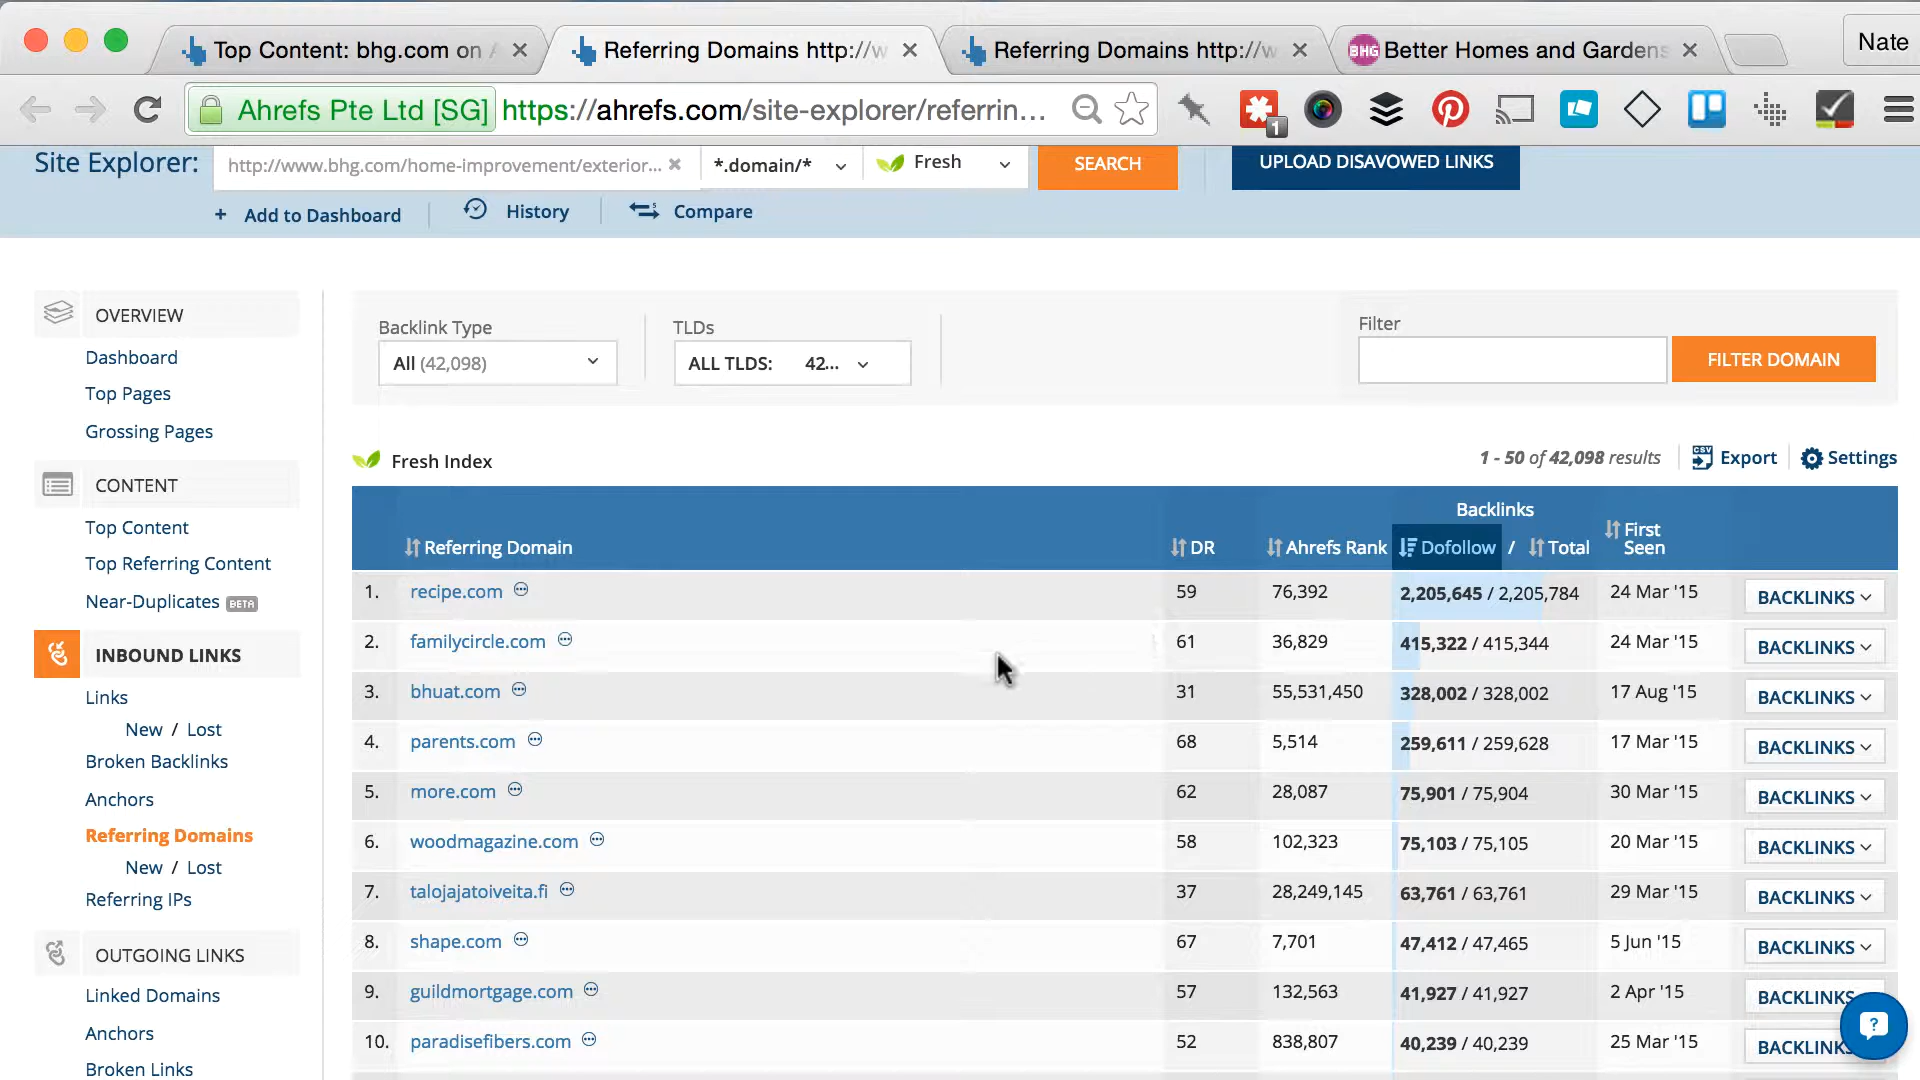 Top Content: bhg.com on A
Referring Domains http://w
Referring Domains http://w
BHG Better Homes and Gardens
Nate
Ahrefs Pte Ltd [SG]
https://ahrefs.com/site-explorer/referrin...
1
Site Explorer:
http://www.bhg.com/home-improvement/exterior...
*.domain/*
Fresh
SEARCH
UPLOAD DISAVOWED LINKS
+ Add to Dashboard
History
Compare
OVERVIEW
Dashboard
Top Pages
Grossing Pages
CONTENT
Top Content
Top Referring Content
Near-Duplicates BETA
INBOUND LINKS
Links
New / Lost
Broken Backlinks
Anchors
Referring Domains
New / Lost
Referring IPs
OUTGOING LINKS
Linked Domains
Anchors
Broken Links
Backlink Type
All (42,098)
TLDs
ALL TLDS: 42...
Filter
FILTER DOMAIN
Fresh Index
1 - 50 of 42,098 results
Export
Settings
Referring Domain DR Ahrefs Rank Backlinks Dofollow / Total First Seen
1. recipe.com 59 76,392 2,205,645 / 2,205,784 24 Mar '15 BACKLINKS
2. familycircle.com 61 36,829 415,322 / 415,344 24 Mar '15 BACKLINKS
3. bhuat.com 31 55,531,450 328,002 / 328,002 17 Aug '15 BACKLINKS
4. parents.com 68 5,514 259,611 / 259,628 17 Mar '15 BACKLINKS
5. more.com 62 28,087 75,901 / 75,904 30 Mar '15 BACKLINKS
6. woodmagazine.com 58 102,323 75,103 / 75,105 20 Mar '15 BACKLINKS
7. talojajatoiveita.fi 37 28,249,145 63,761 / 63,761 29 Mar '15 BACKLINKS
8. shape.com 67 7,701 47,412 / 47,465 5 Jun '15 BACKLINKS
9. guildmortgage.com 57 132,563 41,927 / 41,927 2 Apr '15 BACKLINKS
10. paradisefibers.com 52 838,807 40,239 / 40,239 25 Mar '15 BACKLINKS
?